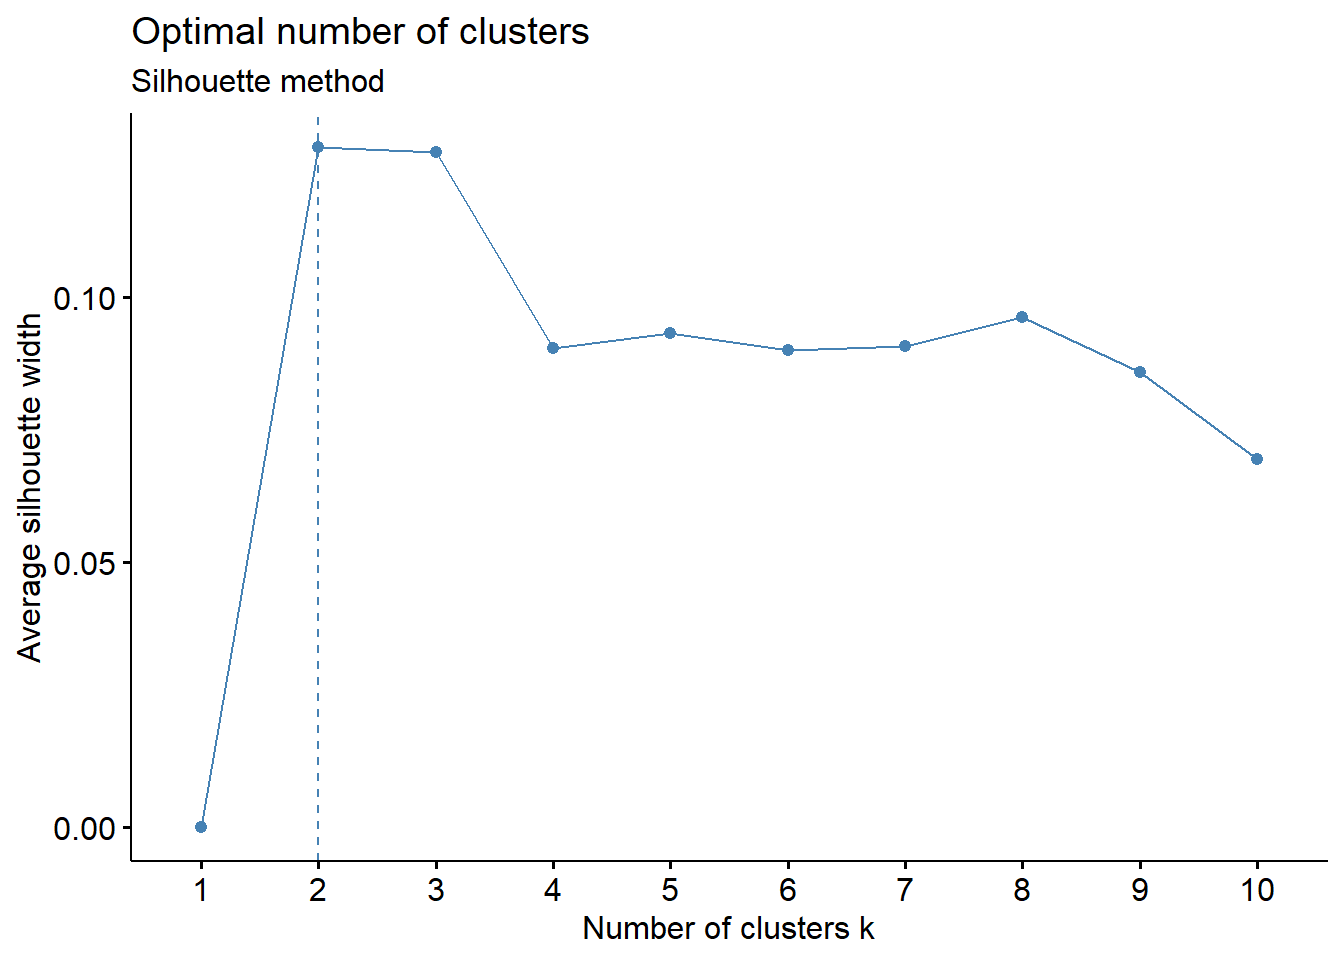 Optimal number of clusters
Silhouette method
Average silhouette width
0.10
0.05
0.00
1 2 3 4 5 6 7 8 9 10
Number of clusters k